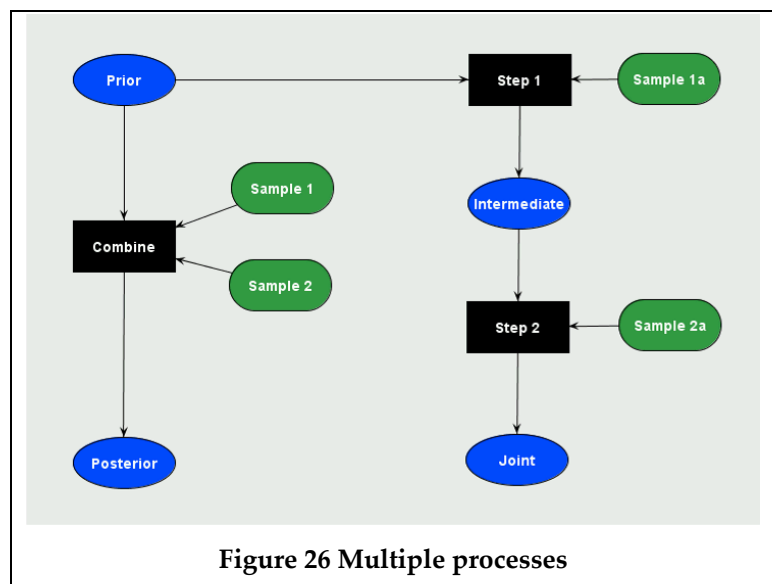 Prior
Step 1
Sample 1a
Sample 1
Intermediate
Combine
Sample 2
Step 2
Sample 2a
Posterior
Joint
Figure 26 Multiple processes